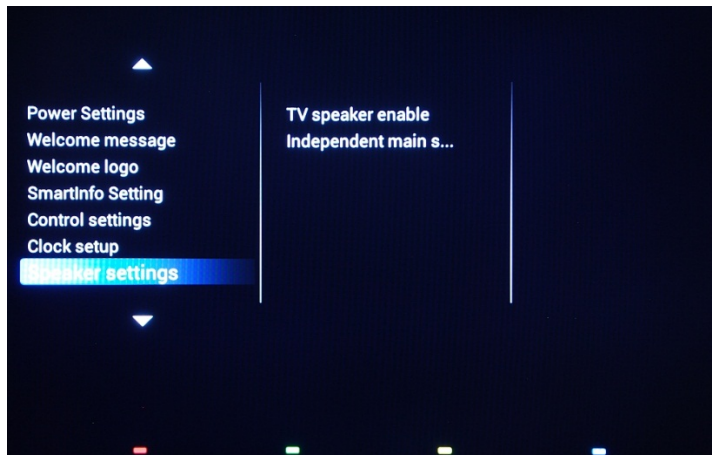 Power Settings
Welcome message
Welcome logo
SmartInfo Setting
Control settings
Clock setup
Speaker settings
TV speaker enable
Independent main s...